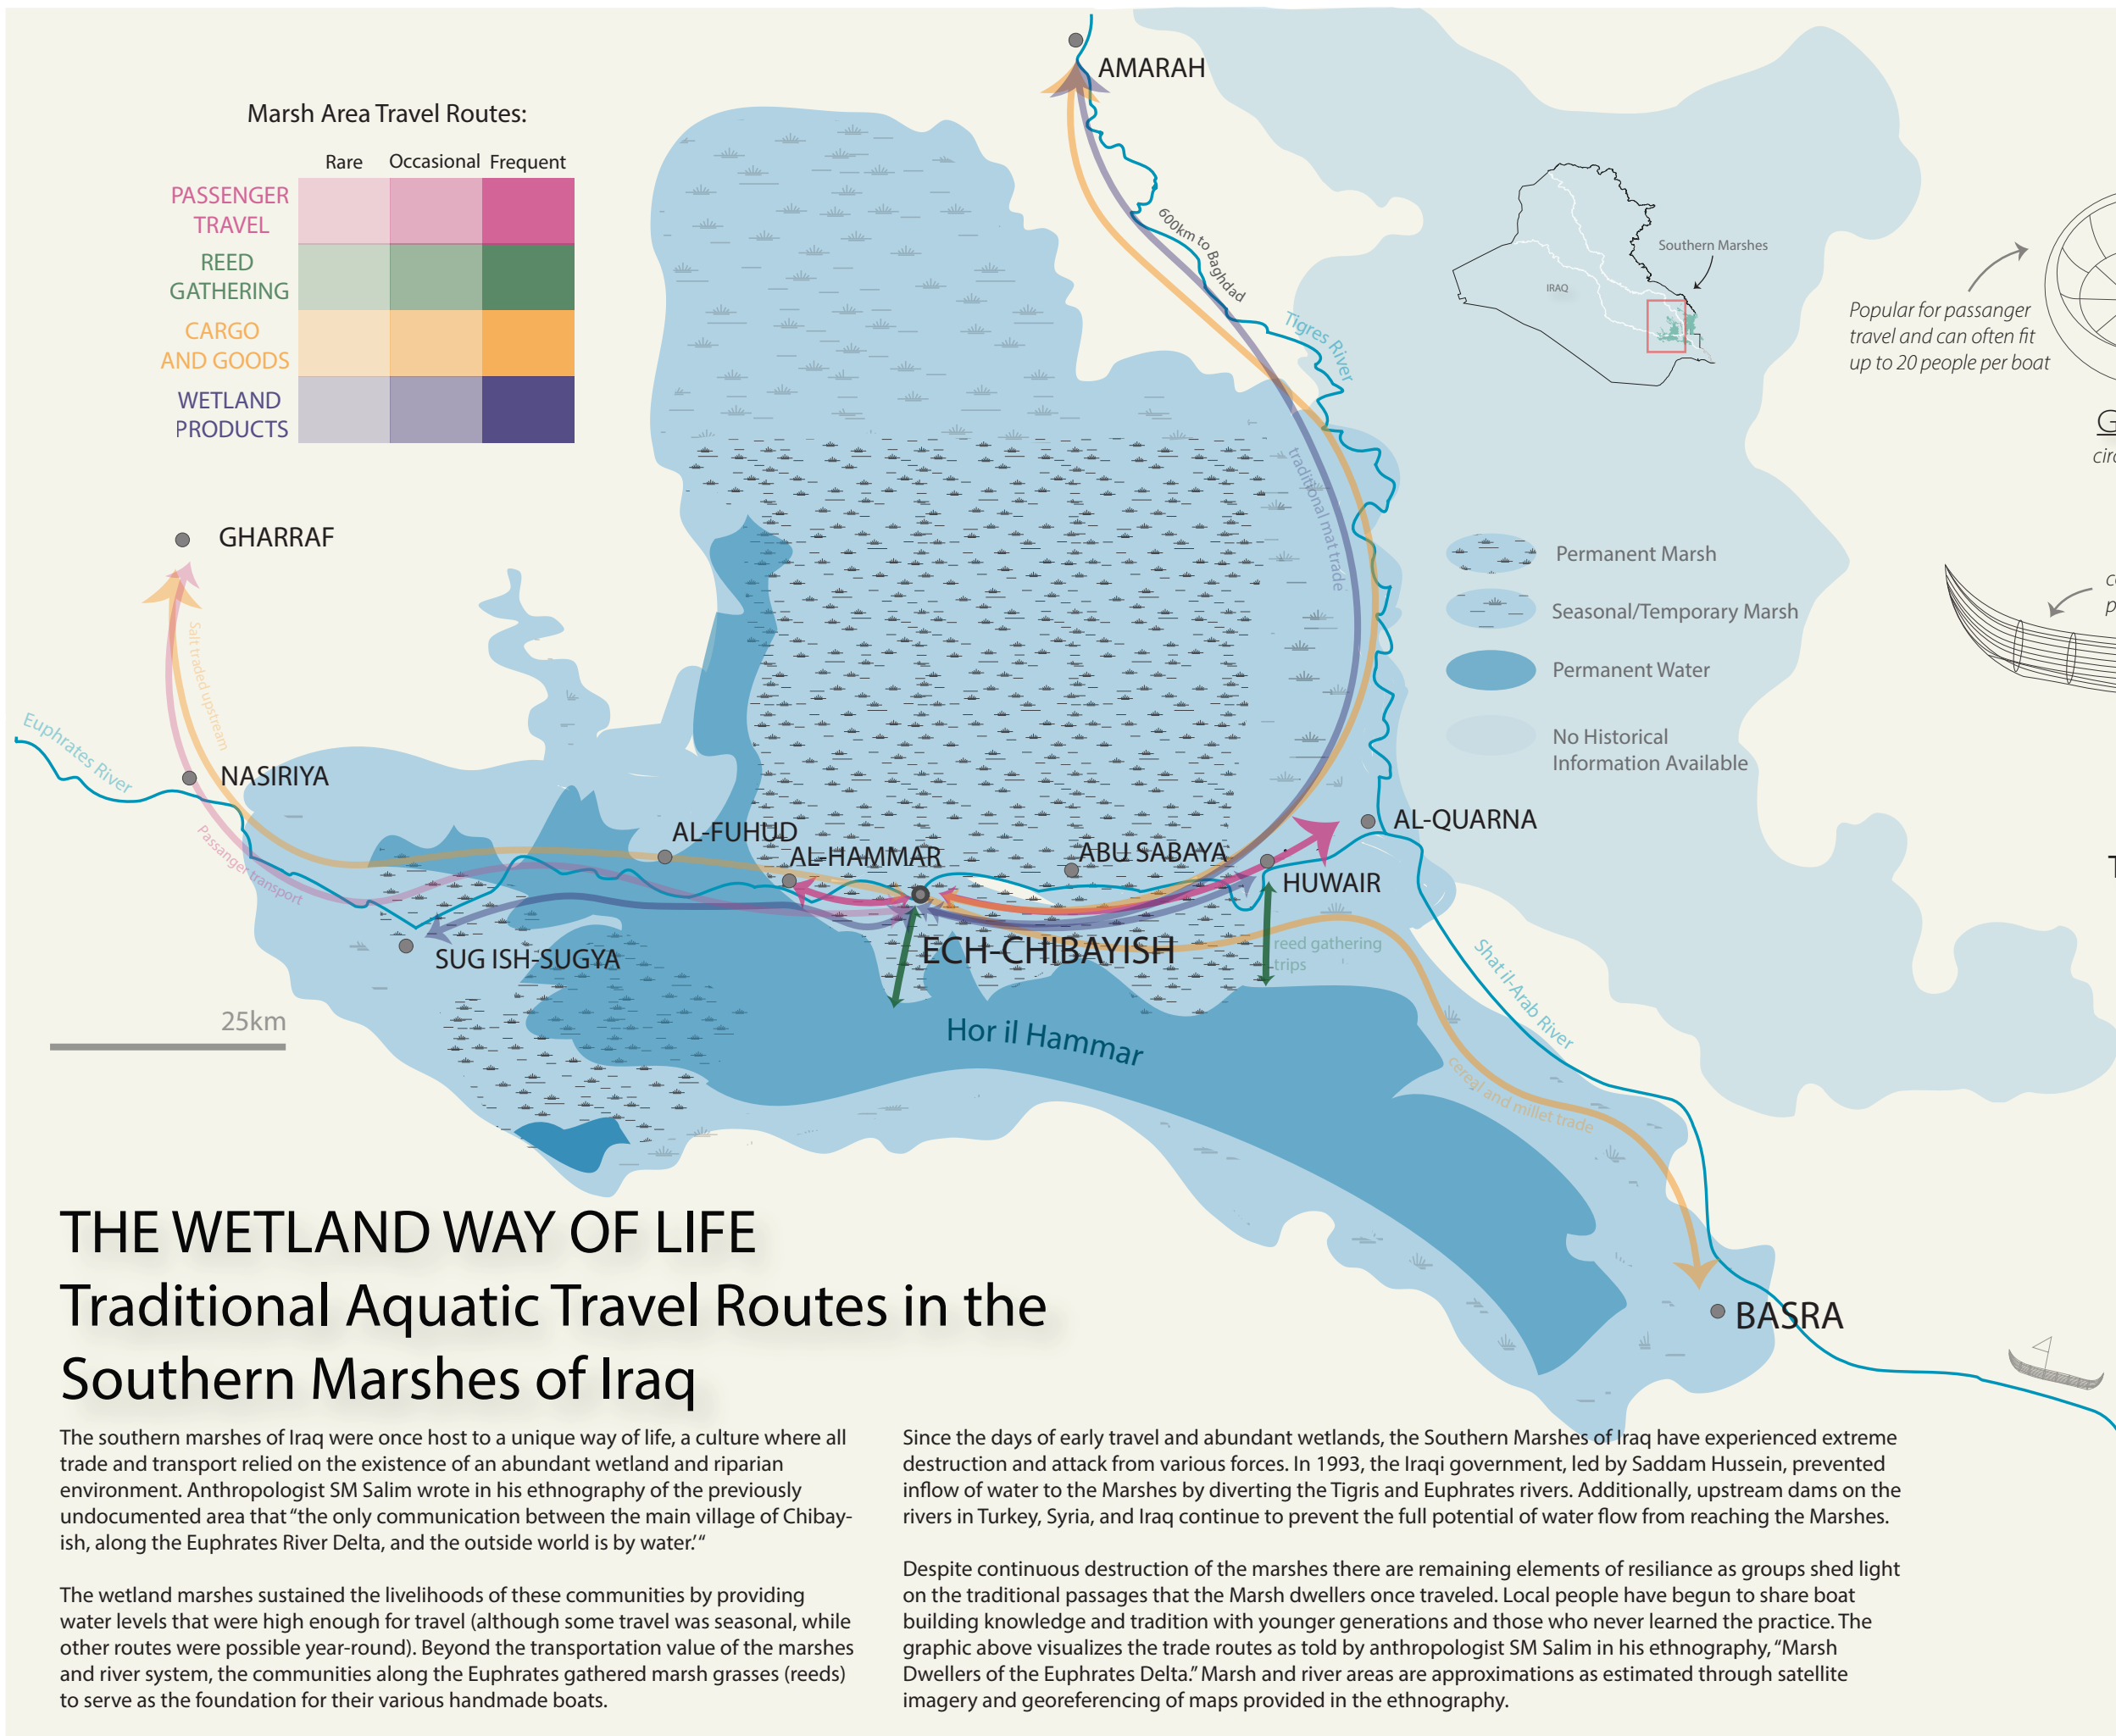 AMARAH
Marsh Area Travel Routes:
Rare Occasional Frequent
PASSENGER
TRAVEL
REED
GATHERING
CARGO
AND GOODS
WETLAND
PRODUCTS
600km to Baghdad
Tigres River
Southern Marshes
IRAQ
Popular for passanger
travel and can often fit
up to 20 people per boat
traditional mat trade
GHARRAF
Salt traded upstream
Euphrates River
NASIRIYA
Passanger transport
Permanent Marsh
Seasonal/Temporary Marsh
Permanent Water
No Historical
Information Available
AL-FUHUD
AL-HAMMAR
ABU SABAYA
AL-QUARNA
HUWAIR
SUG ISH-SUGYA
ECH-CHIBAYISH
reed gathering
trips
Shat il-Arab River
25km
Hor il Hammar
cereal and millet trade
BASRA
THE WETLAND WAY OF LIFE
Traditional Aquatic Travel Routes in the
Southern Marshes of Iraq
The southern marshes of Iraq were once host to a unique way of life, a culture where all
trade and transport relied on the existence of an abundant wetland and riparian
environment. Anthropologist SM Salim wrote in his ethnography of the previously
undocumented area that “the only communication between the main village of Chibay-
ish, along the Euphrates River Delta, and the outside world is by water.’“
The wetland marshes sustained the livelihoods of these communities by providing
water levels that were high enough for travel (although some travel was seasonal, while
other routes were possible year-round). Beyond the transportation value of the marshes
and river system, the communities along the Euphrates gathered marsh grasses (reeds)
to serve as the foundation for their various handmade boats.
Since the days of early travel and abundant wetlands, the Southern Marshes of Iraq have experienced extreme
destruction and attack from various forces. In 1993, the Iraqi government, led by Saddam Hussein, prevented
inflow of water to the Marshes by diverting the Tigris and Euphrates rivers. Additionally, upstream dams on the
rivers in Turkey, Syria, and Iraq continue to prevent the full potential of water flow from reaching the Marshes.
Despite continuous destruction of the marshes there are remaining elements of resiliance as groups shed light
on the traditional passages that the Marsh dwellers once traveled. Local people have begun to share boat
building knowledge and tradition with younger generations and those who never learned the practice. The
graphic above visualizes the trade routes as told by anthropologist SM Salim in his ethnography, “Marsh
Dwellers of the Euphrates Delta.” Marsh and river areas are approximations as estimated through satellite
imagery and georeferencing of maps provided in the ethnography.